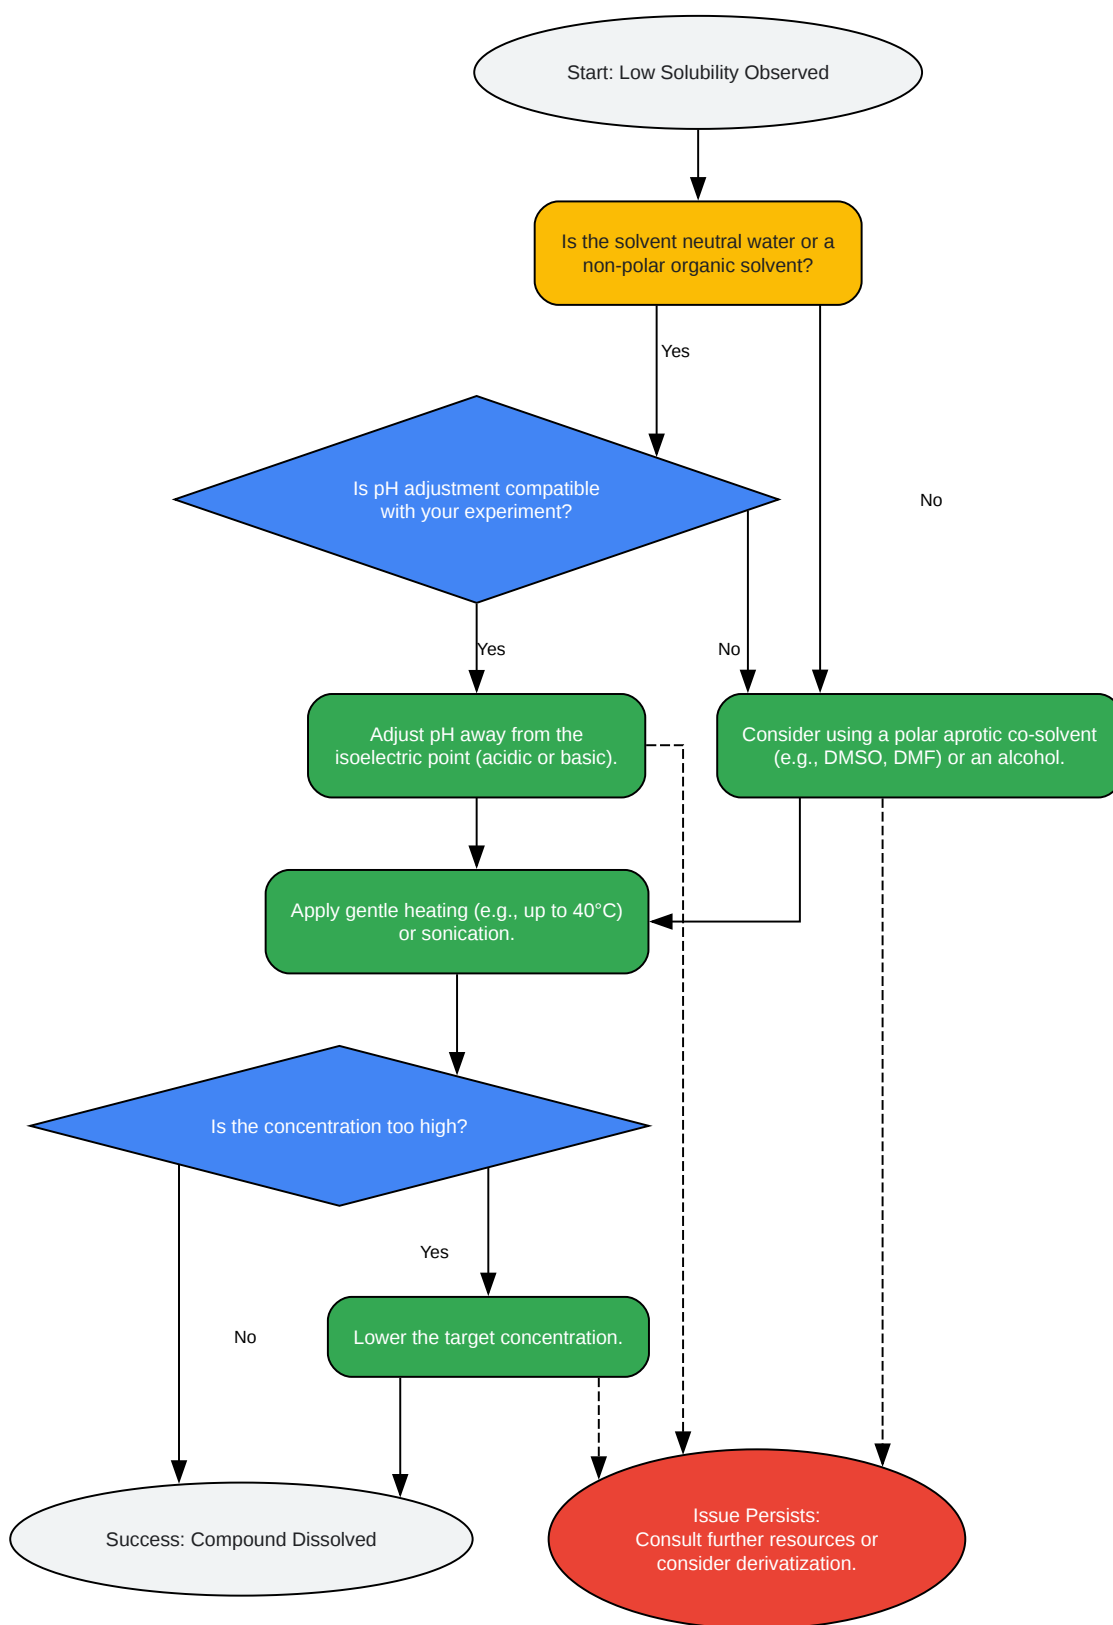 Start: Low Solubility Observed
Is the solvent neutral water or a
non-polar organic solvent?
Yes
Is pH adjustment compatible
with your experiment?
No
Yes
No
Adjust pH away from the
isoelectric point (acidic or basic).
Consider using a polar aprotic co-solvent
(e.g., DMSO, DMF) or an alcohol.
Apply gentle heating (e.g., up to 40°C)
or sonication.
Is the concentration too high?
Yes
No
Lower the target concentration.
Success: Compound Dissolved
Issue Persists:
Consult further resources or
consider derivatization.